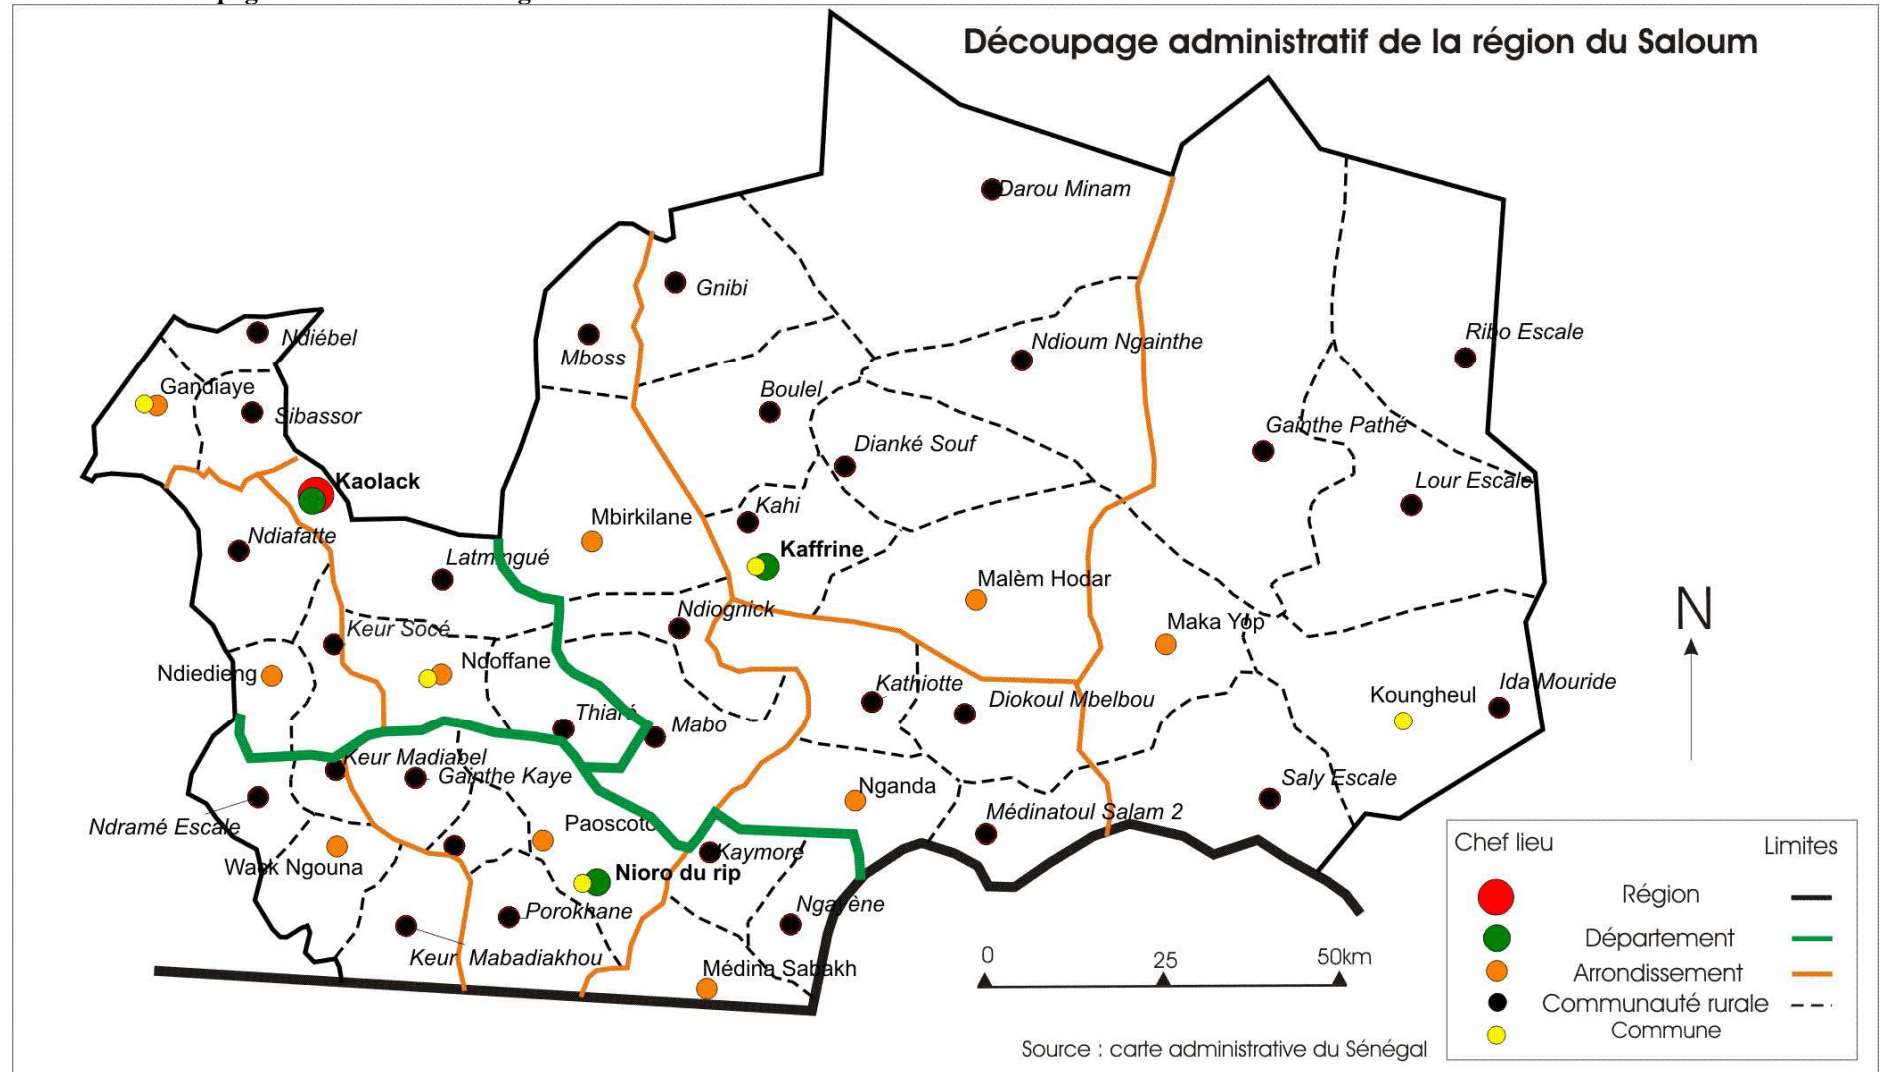 Découpage administratif de la région du Saloum
Darou Minam
Gnibi
Ndiébel
Mboss
Ndioum Ngainthe
Ribo Escale
Gandiaye
Sibassor
Boulel
Gainthe Pathé
Dianké Souf
Kaolack
Lour Escale
Kahi
Mbirkilane
Ndiafatte
Latmingué
Kaffrine
Malèm Hodar
Ndiognick
Keur Socé
Maka Yop
N
Ndiedieng
Ndoffane
Kathiotte
Diokoul Mbelbou
Koungheul
Ida Mouride
Thiaré
Mabo
Keur Madiabel
Gainthe Kaye
Nganda
Saly Escale
Ndramé Escale
Paoscoto
Médinatoul Salam 2
Kaymore
Wack Ngouna
Nioro du rip
Porokhane
Ngayène
Keur Mabadiakhou
Médina Sabakh
Chef lieu
Limites
Région
Département
Arrondissement
Communauté rurale
Commune
0 25 50km
Source : carte administrative du Sénégal